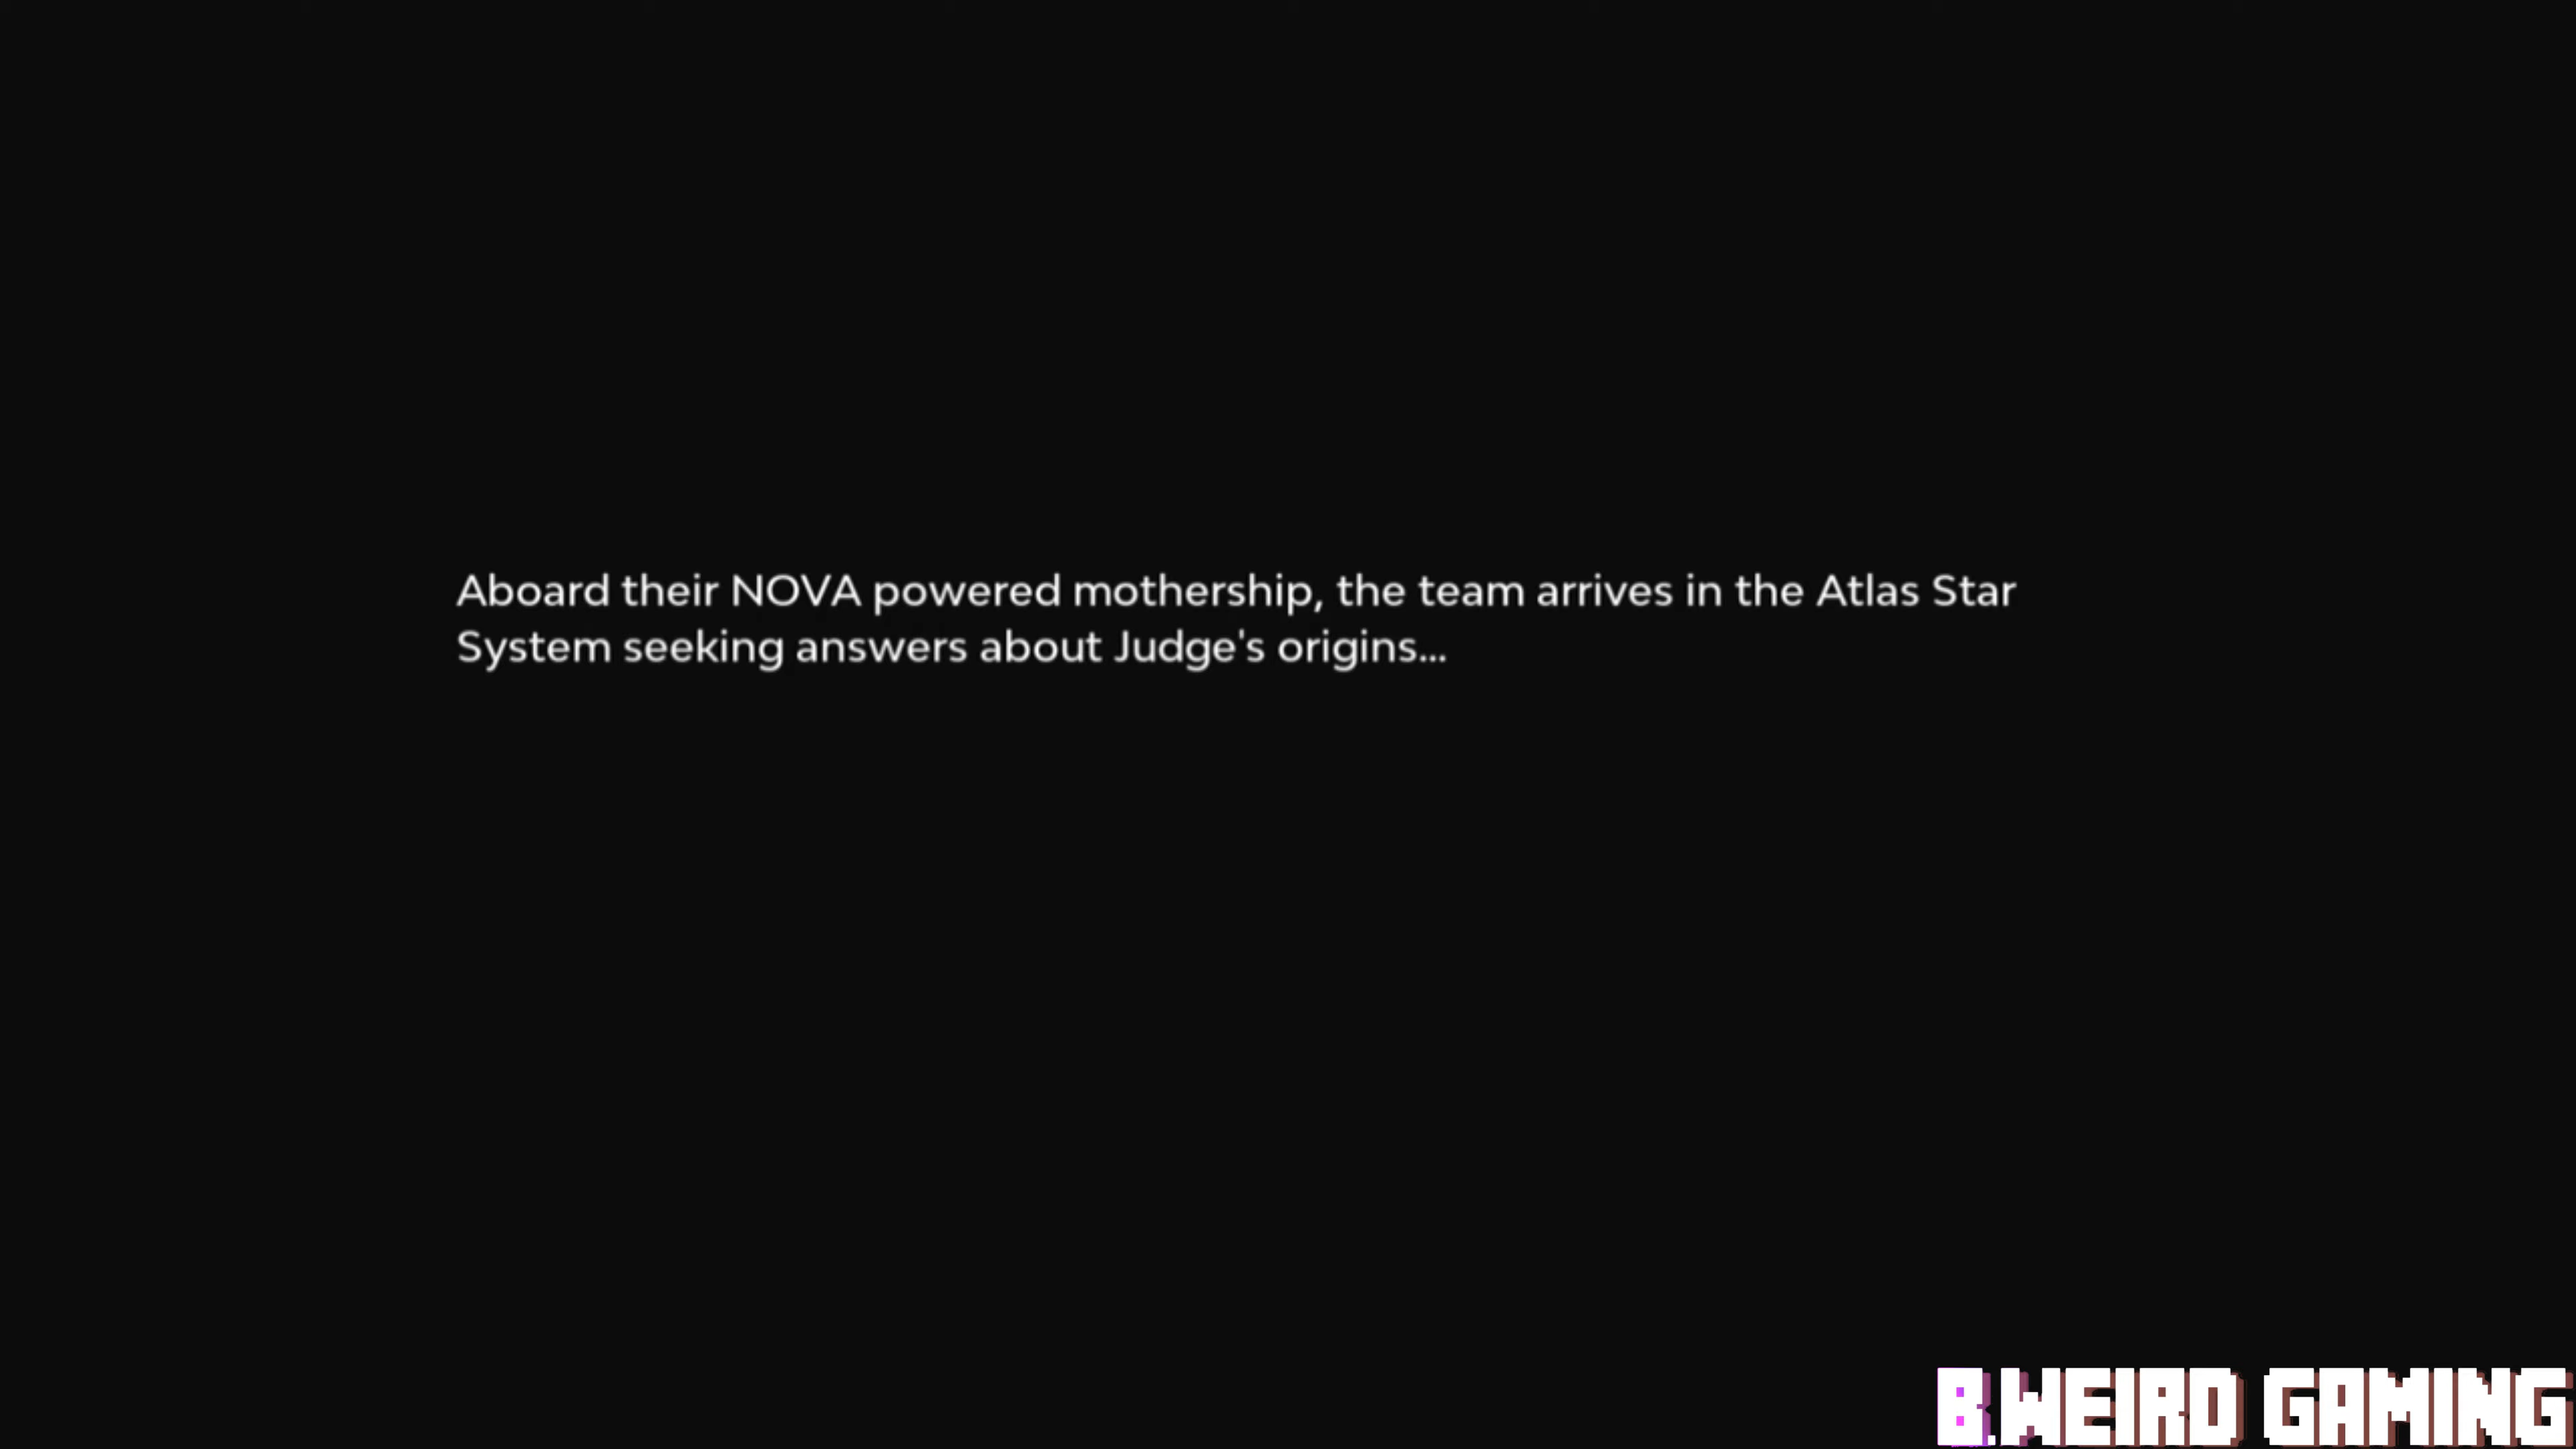 Aboard their NOVA powered mothership, the team arrives in the Atlas Star
System seeking answers about Judge's origins...
B.WEIRD GAMING